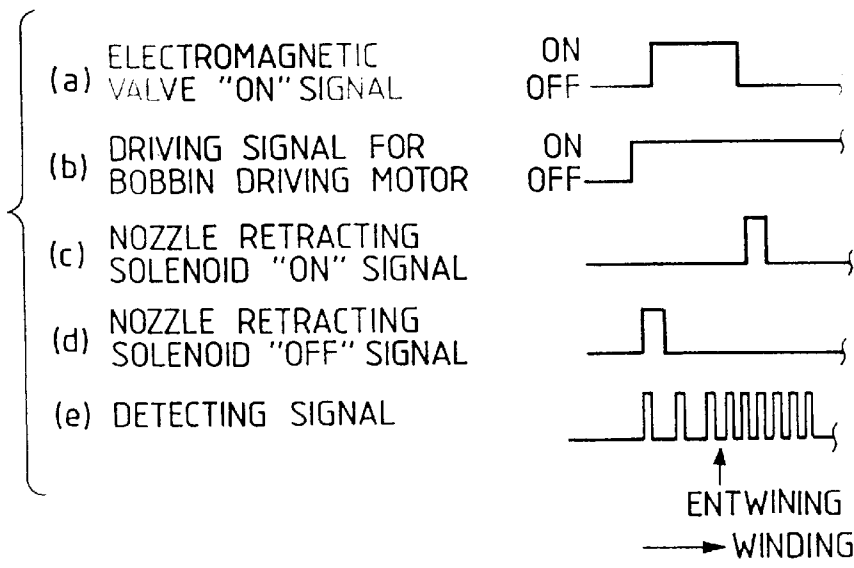 (a) ELECTROMAGNETIC
VALVE "ON" SIGNAL
ON
OFF
(b) DRIVING SIGNAL FOR
BOBBIN DRIVING MOTOR
ON
OFF
(c) NOZZLE RETRACTING
SOLENOID "ON" SIGNAL
(d) NOZZLE RETRACTING
SOLENOID "OFF" SIGNAL
(e) DETECTING SIGNAL
ENTWINING
WINDING